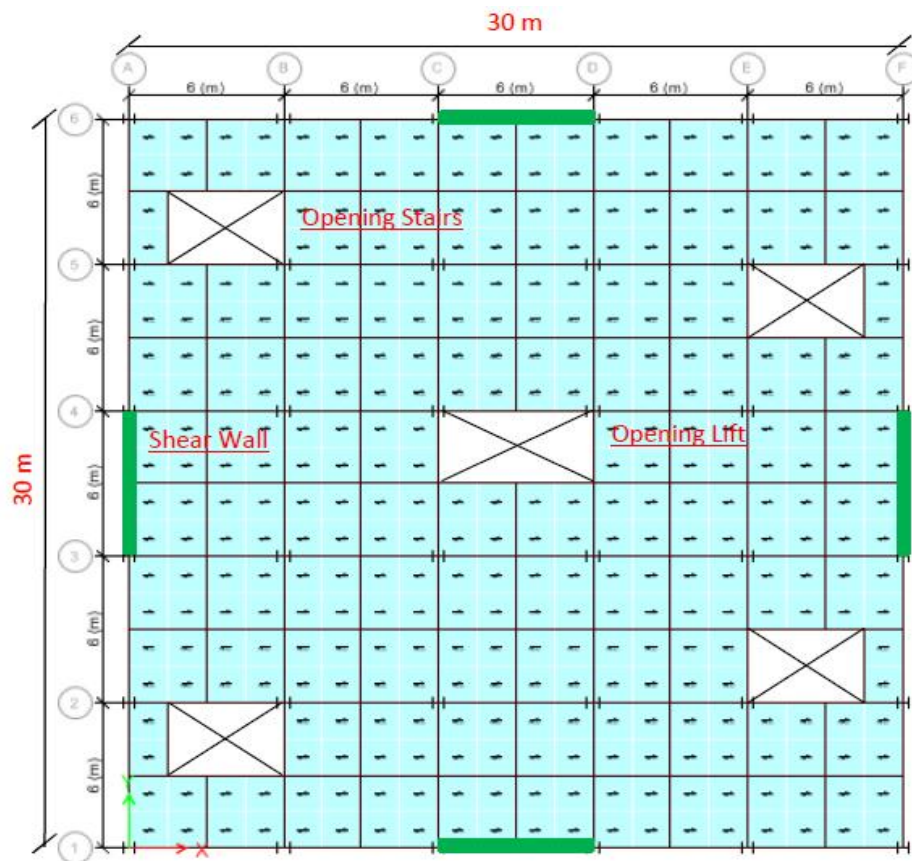 30 m
A B C D E F
6 (m) 6 (m) 6 (m) 6 (m) 6 (m)
6
6 (m)
Opening Stairs
5
6 (m)
4
Shear Wall
Opening Lift
30 m
6 (m)
3
6 (m)
2
6 (m)
Y
1
X